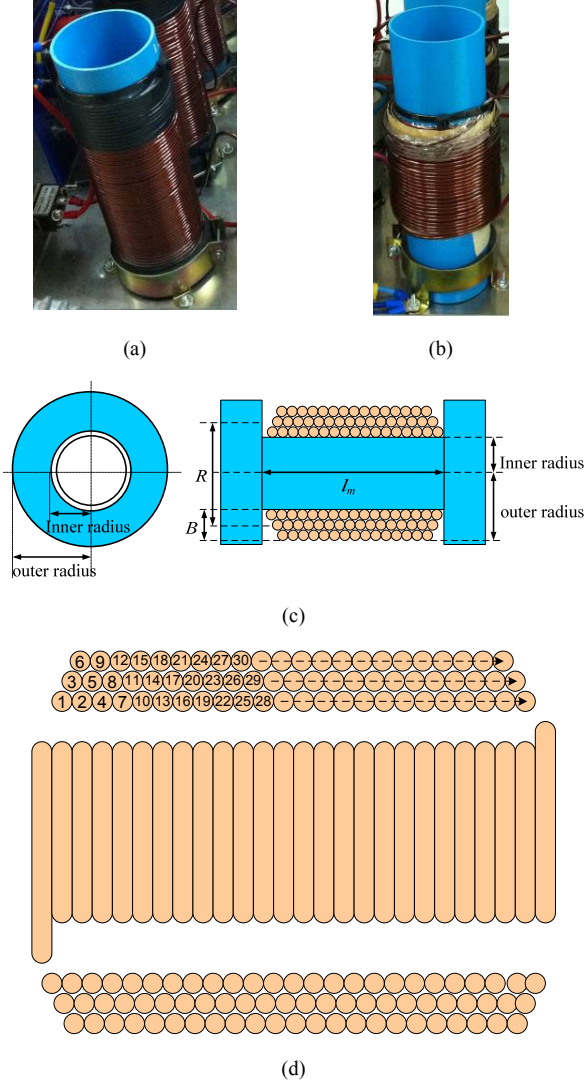 (a) (b)
R
B
l_m
Inner radius
outer radius
Inner radius
outer radius
(c)
6 9 12 15 18 21 24 27 30
3 5 8 11 14 17 20 23 26 29
1 2 4 7 10 13 16 19 22 25 28
(d)